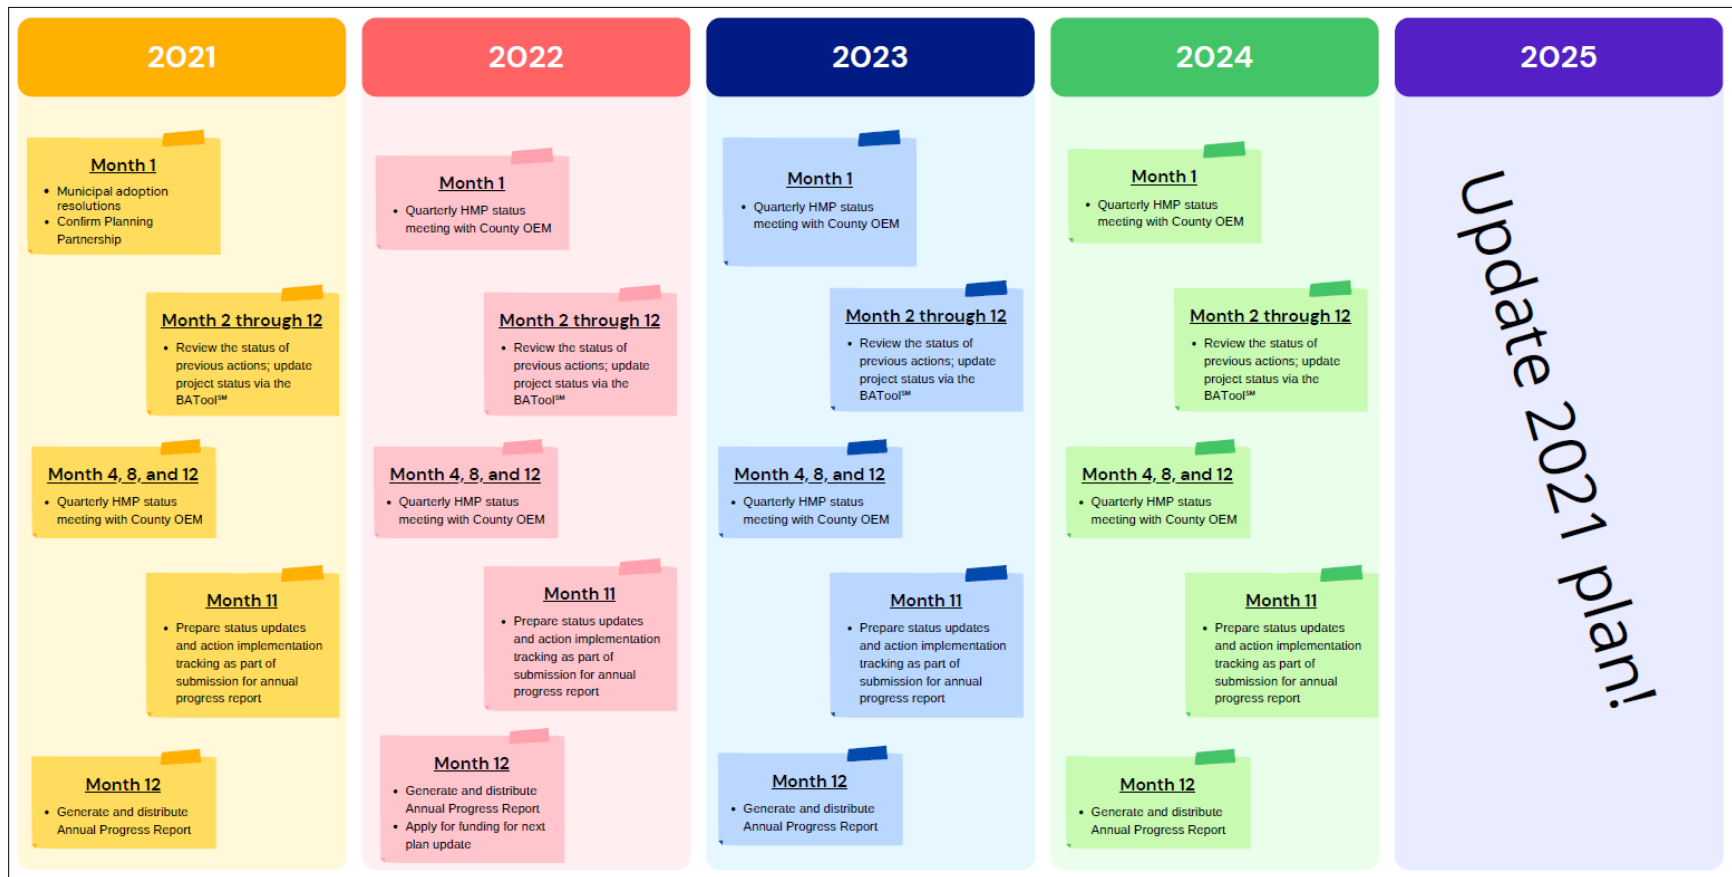 2021
Month 1
• Municipal adoption
resolutions
• Confirm Planning
Partnership
Month 2 through 12
• Review the status of
previous actions; update
project status via the
BAToolSM
Month 4, 8, and 12
• Quarterly HMP status
meeting with County OEM
Month 11
• Prepare status updates
and action implementation
tracking as part of
submission for annual
progress report
Month 12
• Generate and distribute
Annual Progress Report
2022
Month 1
• Quarterly HMP status
meeting with County OEM
Month 2 through 12
• Review the status of
previous actions; update
project status via the
BAToolSM
Month 4, 8, and 12
• Quarterly HMP status
meeting with County OEM
Month 11
• Prepare status updates
and action implementation
tracking as part of
submission for annual
progress report
Month 12
• Generate and distribute
Annual Progress Report
• Apply for funding for next
plan update
2023
Month 1
• Quarterly HMP status
meeting with County OEM
Month 2 through 12
• Review the status of
previous actions; update
project status via the
BAToolSM
Month 4, 8, and 12
• Quarterly HMP status
meeting with County OEM
Month 11
• Prepare status updates
and action implementation
tracking as part of
submission for annual
progress report
Month 12
• Generate and distribute
Annual Progress Report
2024
Month 1
• Quarterly HMP status
meeting with County OEM
Month 2 through 12
• Review the status of
previous actions; update
project status via the
BAToolSM
Month 4, 8, and 12
• Quarterly HMP status
meeting with County OEM
Month 11
• Prepare status updates
and action implementation
tracking as part of
submission for annual
progress report
Month 12
• Generate and distribute
Annual Progress Report
2025
Update 2021 plan!